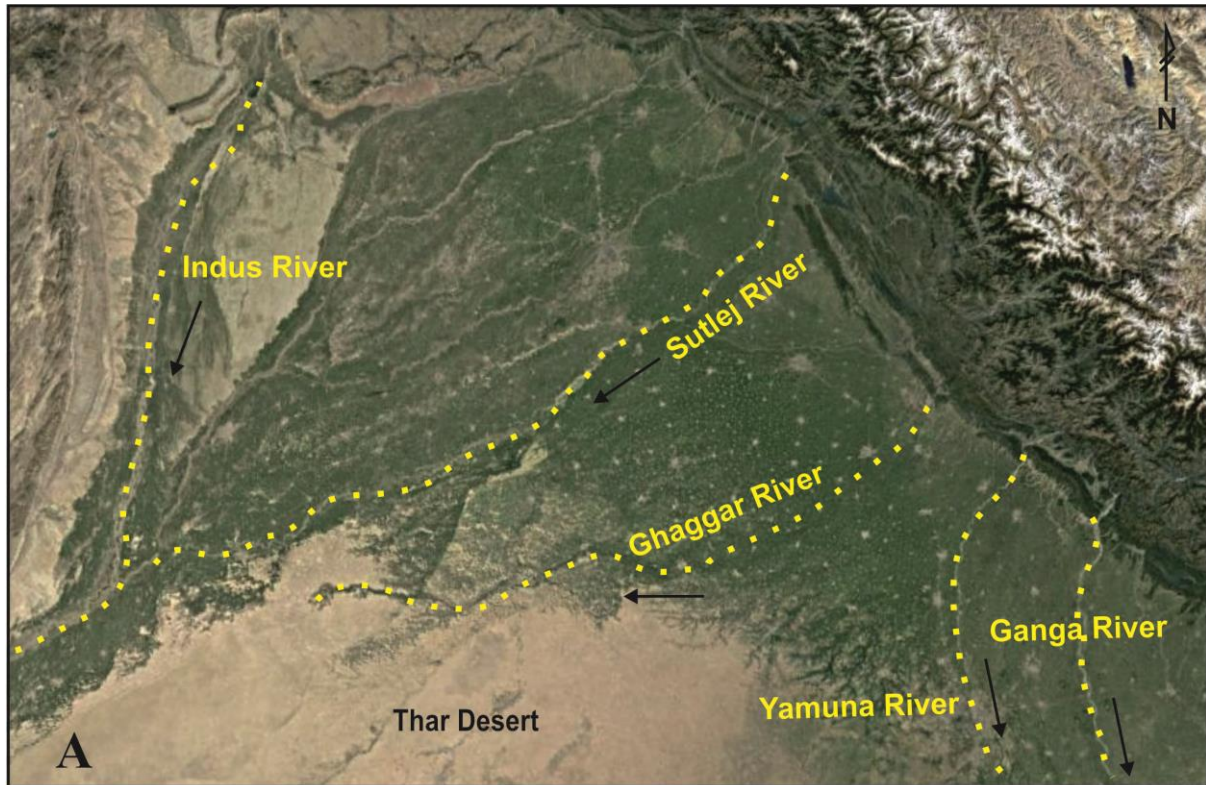 N
Indus River
Sutlej River
Ghaggar River
Ganga River
Yamuna River
Thar Desert
A